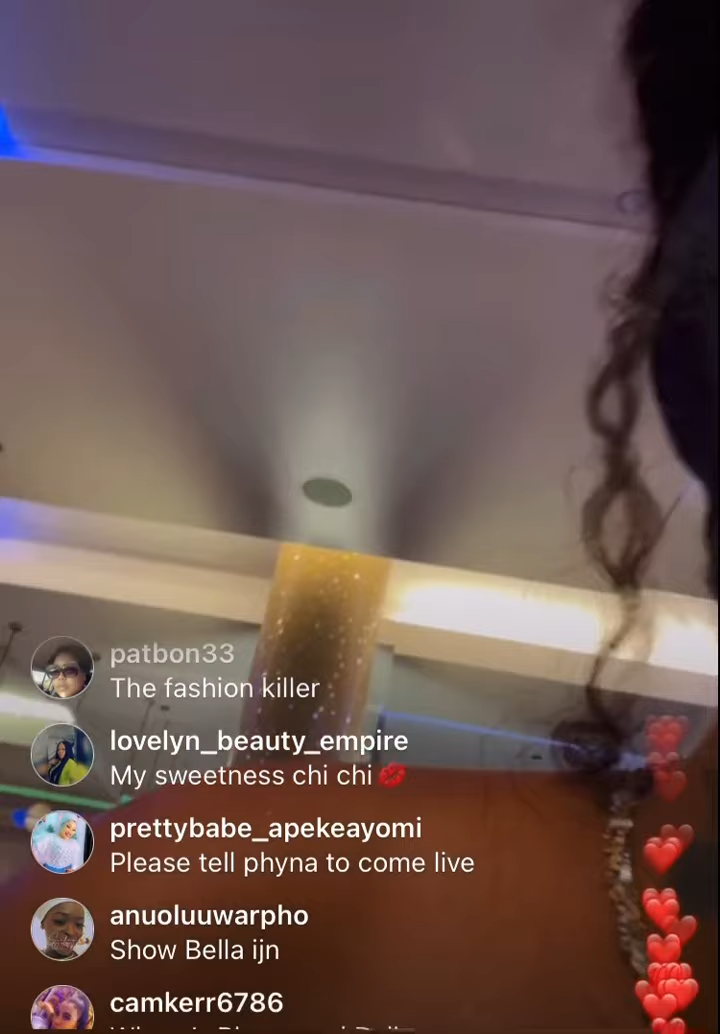 patbon33
The fashion killer
lovelyn_beauty_empire
My sweetness chi chi💋
prettybabe_apekeayomi
Please tell phyna to come live
anuoluuwarpho
Show Bella ijn
camkerr6786